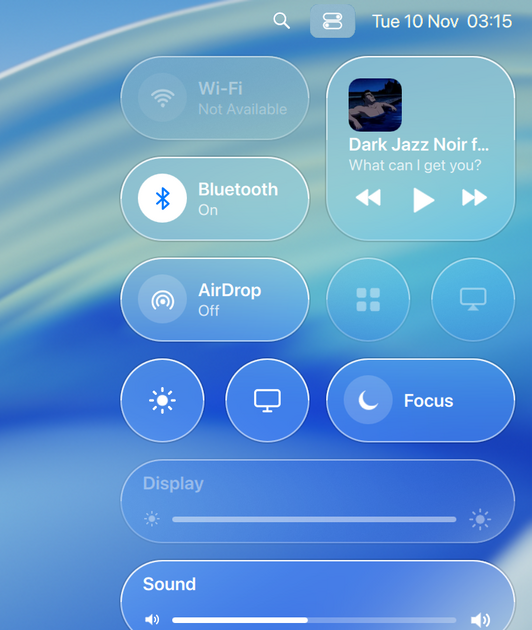 Tue 10 Nov 03:15
Wi-Fi
Not Available
Dark Jazz Noir f...
What can I get you?
Bluetooth
On
AirDrop
Off
Focus
Display
Sound